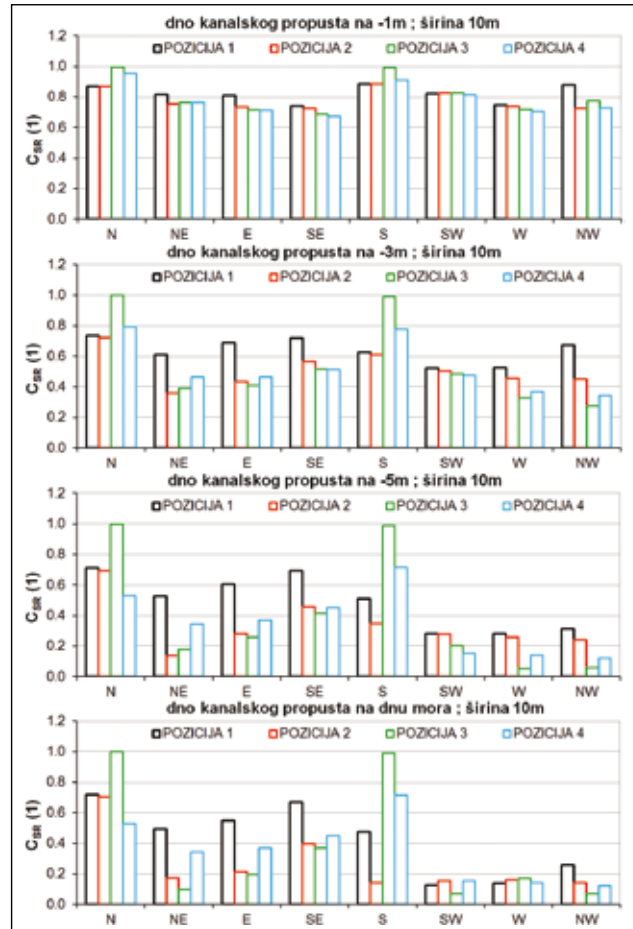 dno kanalskog propusta na -1m ; širina 10m
1.2
POZICIJA 1 POZICIJA 2 POZICIJA 3 POZICIJA 4
1.0
0.8
0.6
0.4
0.2
0.0
C_SR (1)
N NE E SE S SW W NW
dno kanalskog propusta na -3m ; širina 10m
1.2
POZICIJA 1 POZICIJA 2 POZICIJA 3 POZICIJA 4
1.0
0.8
0.6
0.4
0.2
0.0
C_SR (1)
N NE E SE S SW W NW
dno kanalskog propusta na -5m ; širina 10m
1.2
POZICIJA 1 POZICIJA 2 POZICIJA 3 POZICIJA 4
1.0
0.8
0.6
0.4
0.2
0.0
C_SR (1)
N NE E SE S SW W NW
dno kanalskog propusta na dnu mora ; širina 10m
1.2
POZICIJA 1 POZICIJA 2 POZICIJA 3 POZICIJA 4
1.0
0.8
0.6
0.4
0.2
0.0
C_SR (1)
N NE E SE S SW W NW